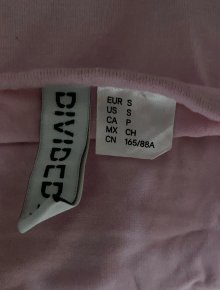 DIVIDED
EUR S
US S
CA P
MX CH
CN 165/88A